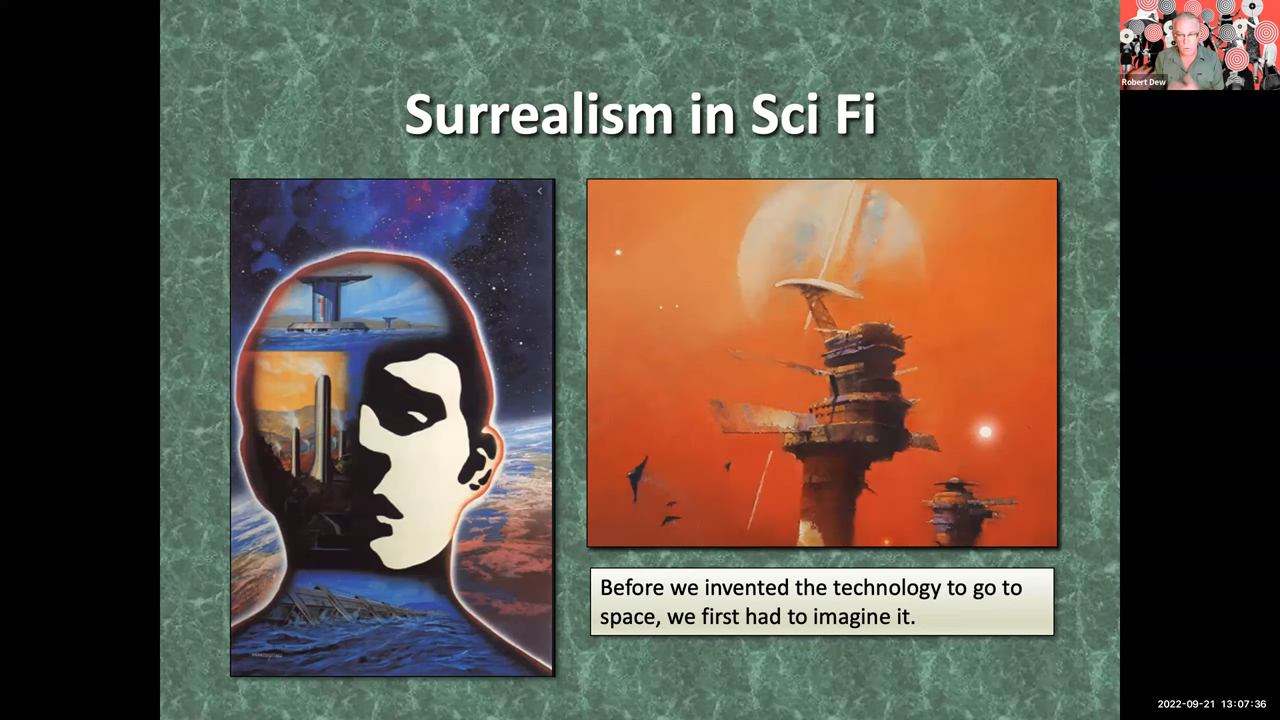 Surrealism in Sci Fi
Before we invented the technology to go to
space, we first had to imagine it.
Robert Dew
2022-09-21 13:07:36